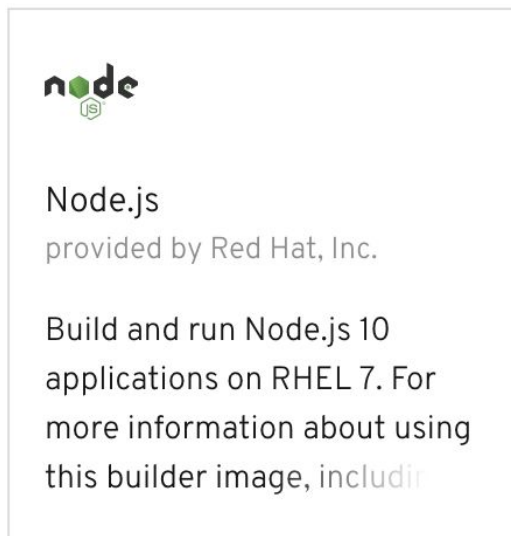 node
JS
Node.js
provided by Red Hat, Inc.
Build and run Node.js 10
applications on RHEL 7. For
more information about using
this builder image,